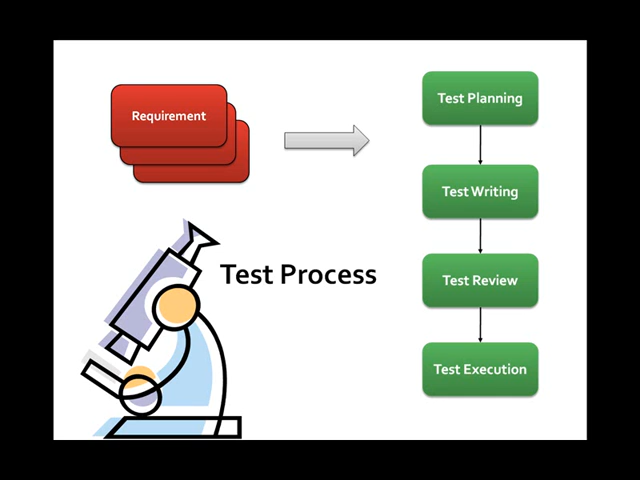 Requirement
Test Planning
Test Writing
Test Process
Test Review
Test Execution